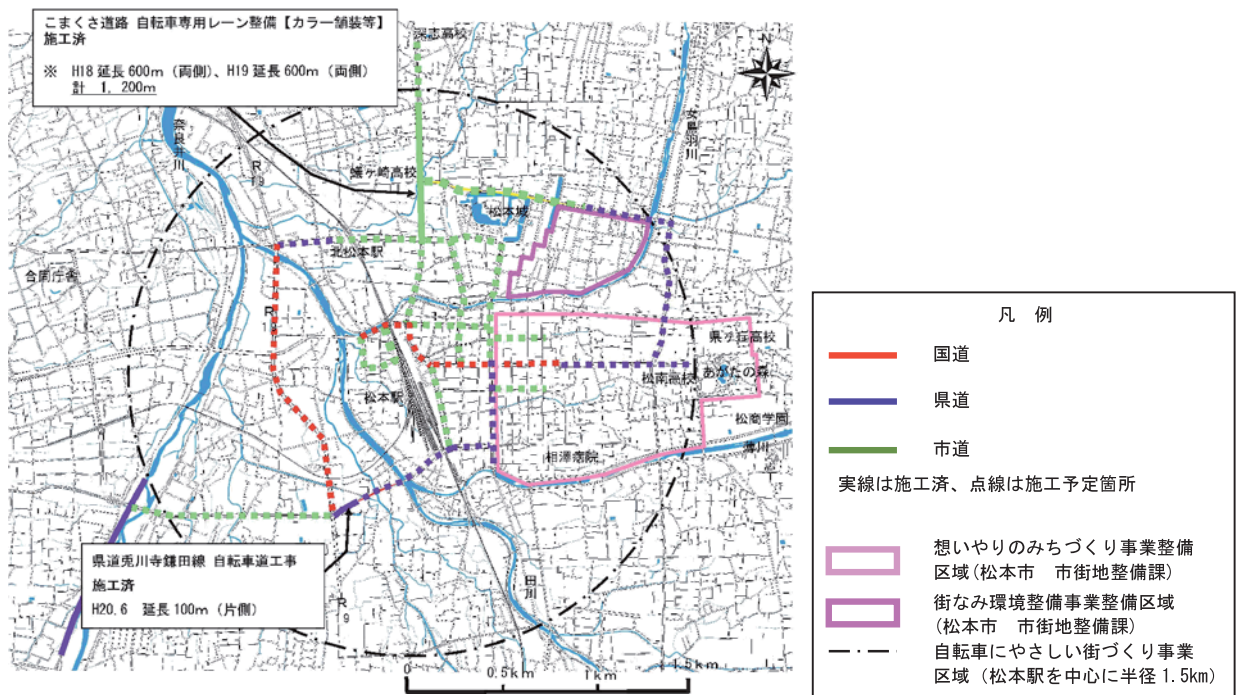 こまくさ道路 自転車専用レーン整備【カラー舗装等】
施工済
※ H18 延長 600m（両側）、H19 延長 600m（両側）
計 1, 200m
深志高校
N
奈良井川
R19
蟻ヶ崎高校
女鳥羽川
松本城
北松本駅
合同庁舎
R19
県ヶ丘高校
松南高校
あがたの森
松本駅
松商学園
相澤病院
薄川
県道兎川寺鎌田線 自転車道工事
施工済
H20.6 延長 100m（片側）
R19
田川
0
0.5km
1km
1.5km
凡 例
国道
県道
市道
実線は施工済、点線は施工予定箇所
想いやりのみちづくり事業整備
区域(松本市 市街地整備課)
街なみ環境整備事業整備区域
(松本市 市街地整備課)
自転車にやさしい街づくり事業
区域（松本駅を中心に半径 1.5km）